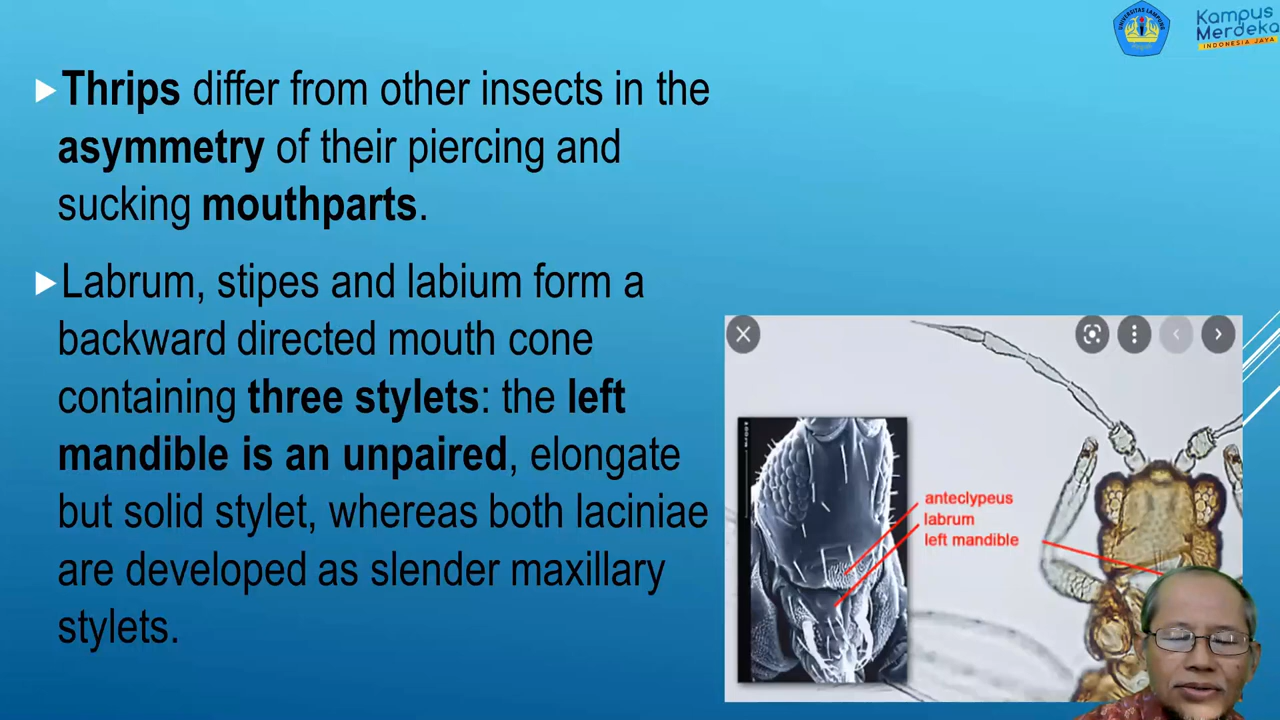 UNIVERSITAS LAMPUNG
Kampus
Merdeka
INDONESIA JAYA
Thrips differ from other insects in the
asymmetry of their piercing and
sucking mouthparts.
Labrum, stipes and labium form a
backward directed mouth cone
containing three stylets: the left
mandible is an unpaired, elongate
but solid stylet, whereas both laciniae
are developed as slender maxillary
stylets.
anteclypeus
labrum
left mandible